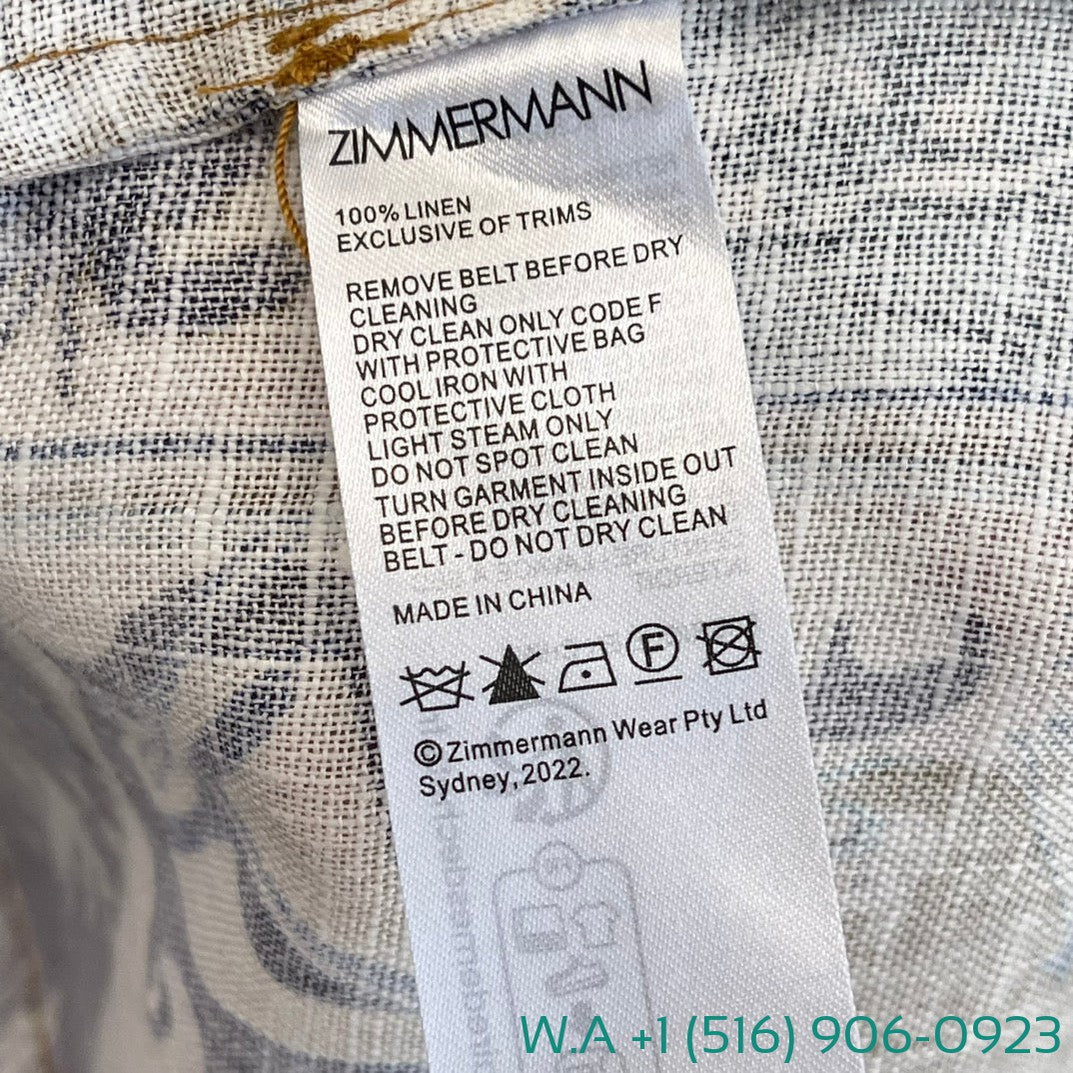 ZIMMERMANN
100% LINEN
EXCLUSIVE OF TRIMS
REMOVE BELT BEFORE DRY
CLEANING
DRY CLEAN ONLY CODE F
WITH PROTECTIVE BAG
COOL IRON WITH
PROTECTIVE CLOTH
LIGHT STEAM ONLY
DO NOT SPOT CLEAN
TURN GARMENT INSIDE OUT
BEFORE DRY CLEANING
BELT - DO NOT DRY CLEAN
MADE IN CHINA
F
© Zimmermann Wear Pty Ltd
Sydney, 2022.
W.A +1 (516) 906-0923